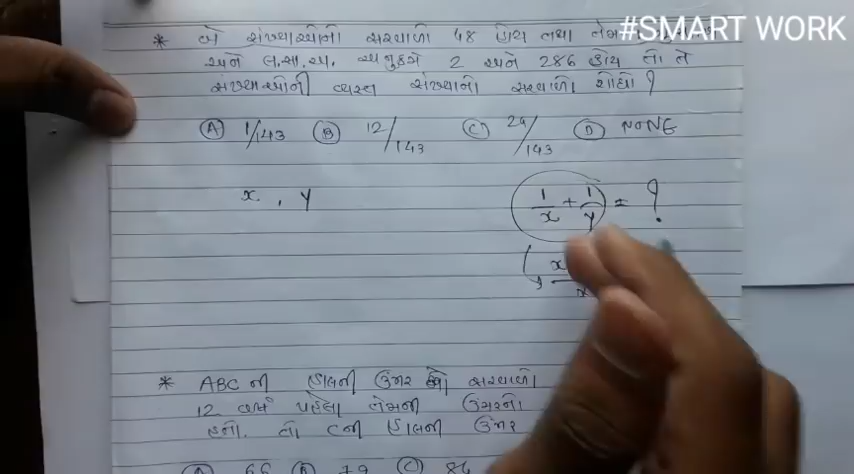 #SMART WORK
* બે સંખ્યાઓની સરવાળો 48 હોય તથા તેમનો
અને લ.સા.અ. અનુક્રમે 2 અને 286 હોય તો તે
સંખ્યાઓની વ્યસ્ત સંખ્યાનો સરવાળો શોધો ?
(A) 1/143 (B) 12/143 (C) 24/143 (D) NONE
x , y
1/x + 1/y = ?
* ABC ની હાલની ઉંમર સરવાળો
12 વર્ષ પહેલા તેમની ઉંમરનો
હતો. તો C ની હાલની ઉંમર
(A) 66 (B) 79 (C) 84